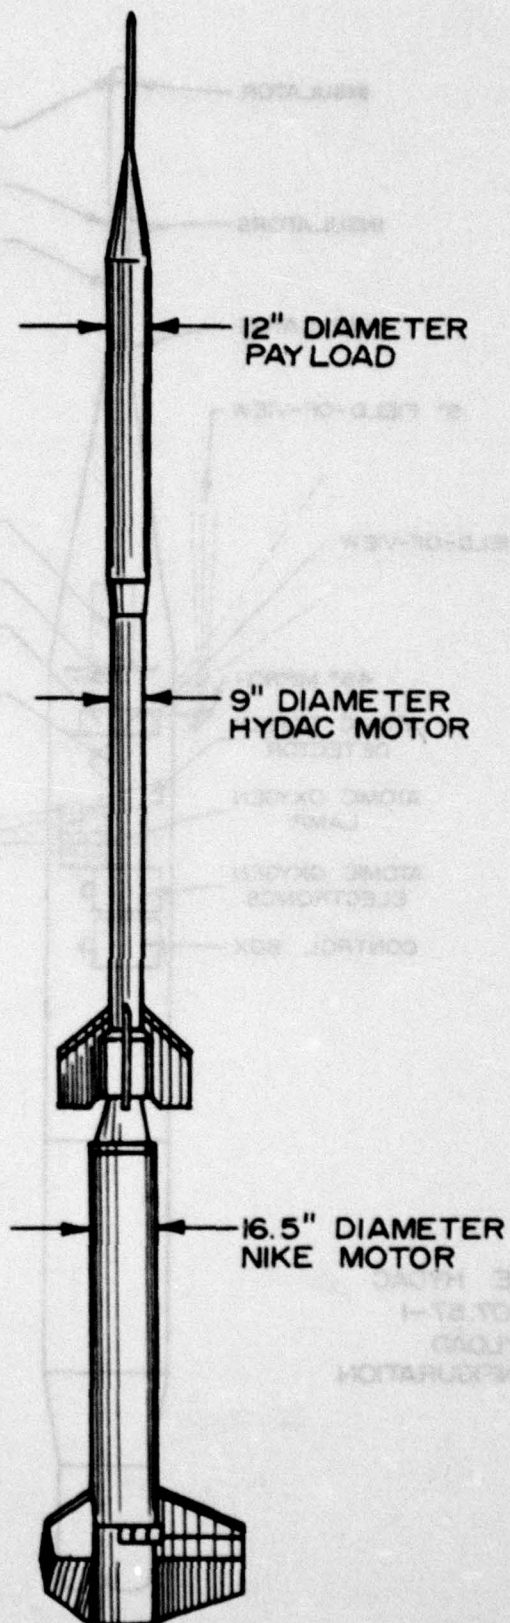 12" DIAMETER
PAYLOAD
9" DIAMETER
HYDAC MOTOR
16.5" DIAMETER
NIKE MOTOR